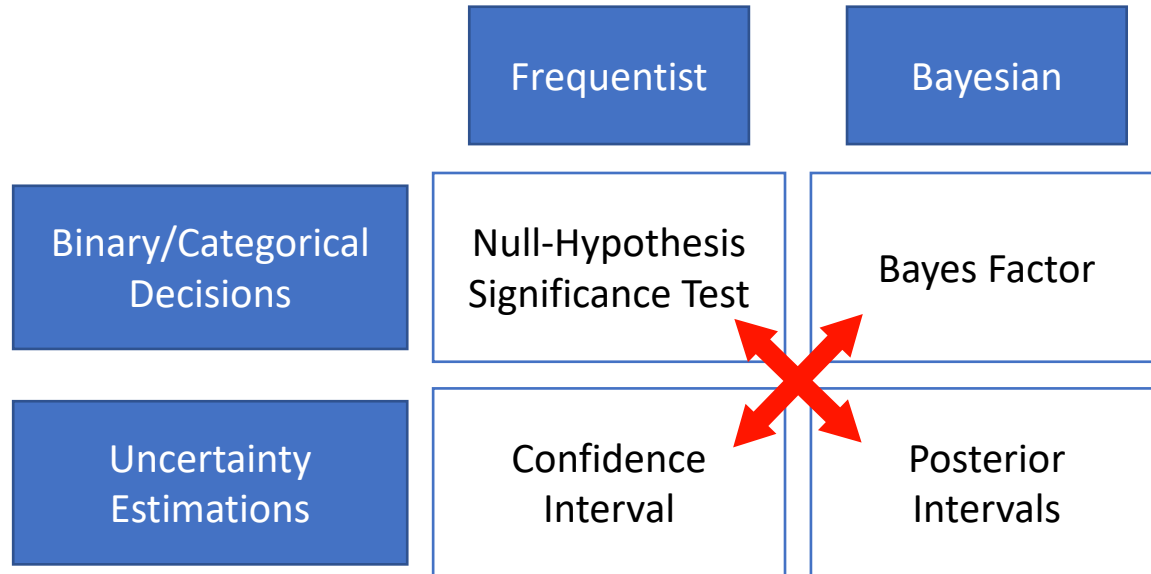 Frequentist
Bayesian
Binary/Categorical
Decisions
Null-Hypothesis
Significance Test
Bayes Factor
Uncertainty
Estimations
Confidence
Interval
Posterior
Intervals